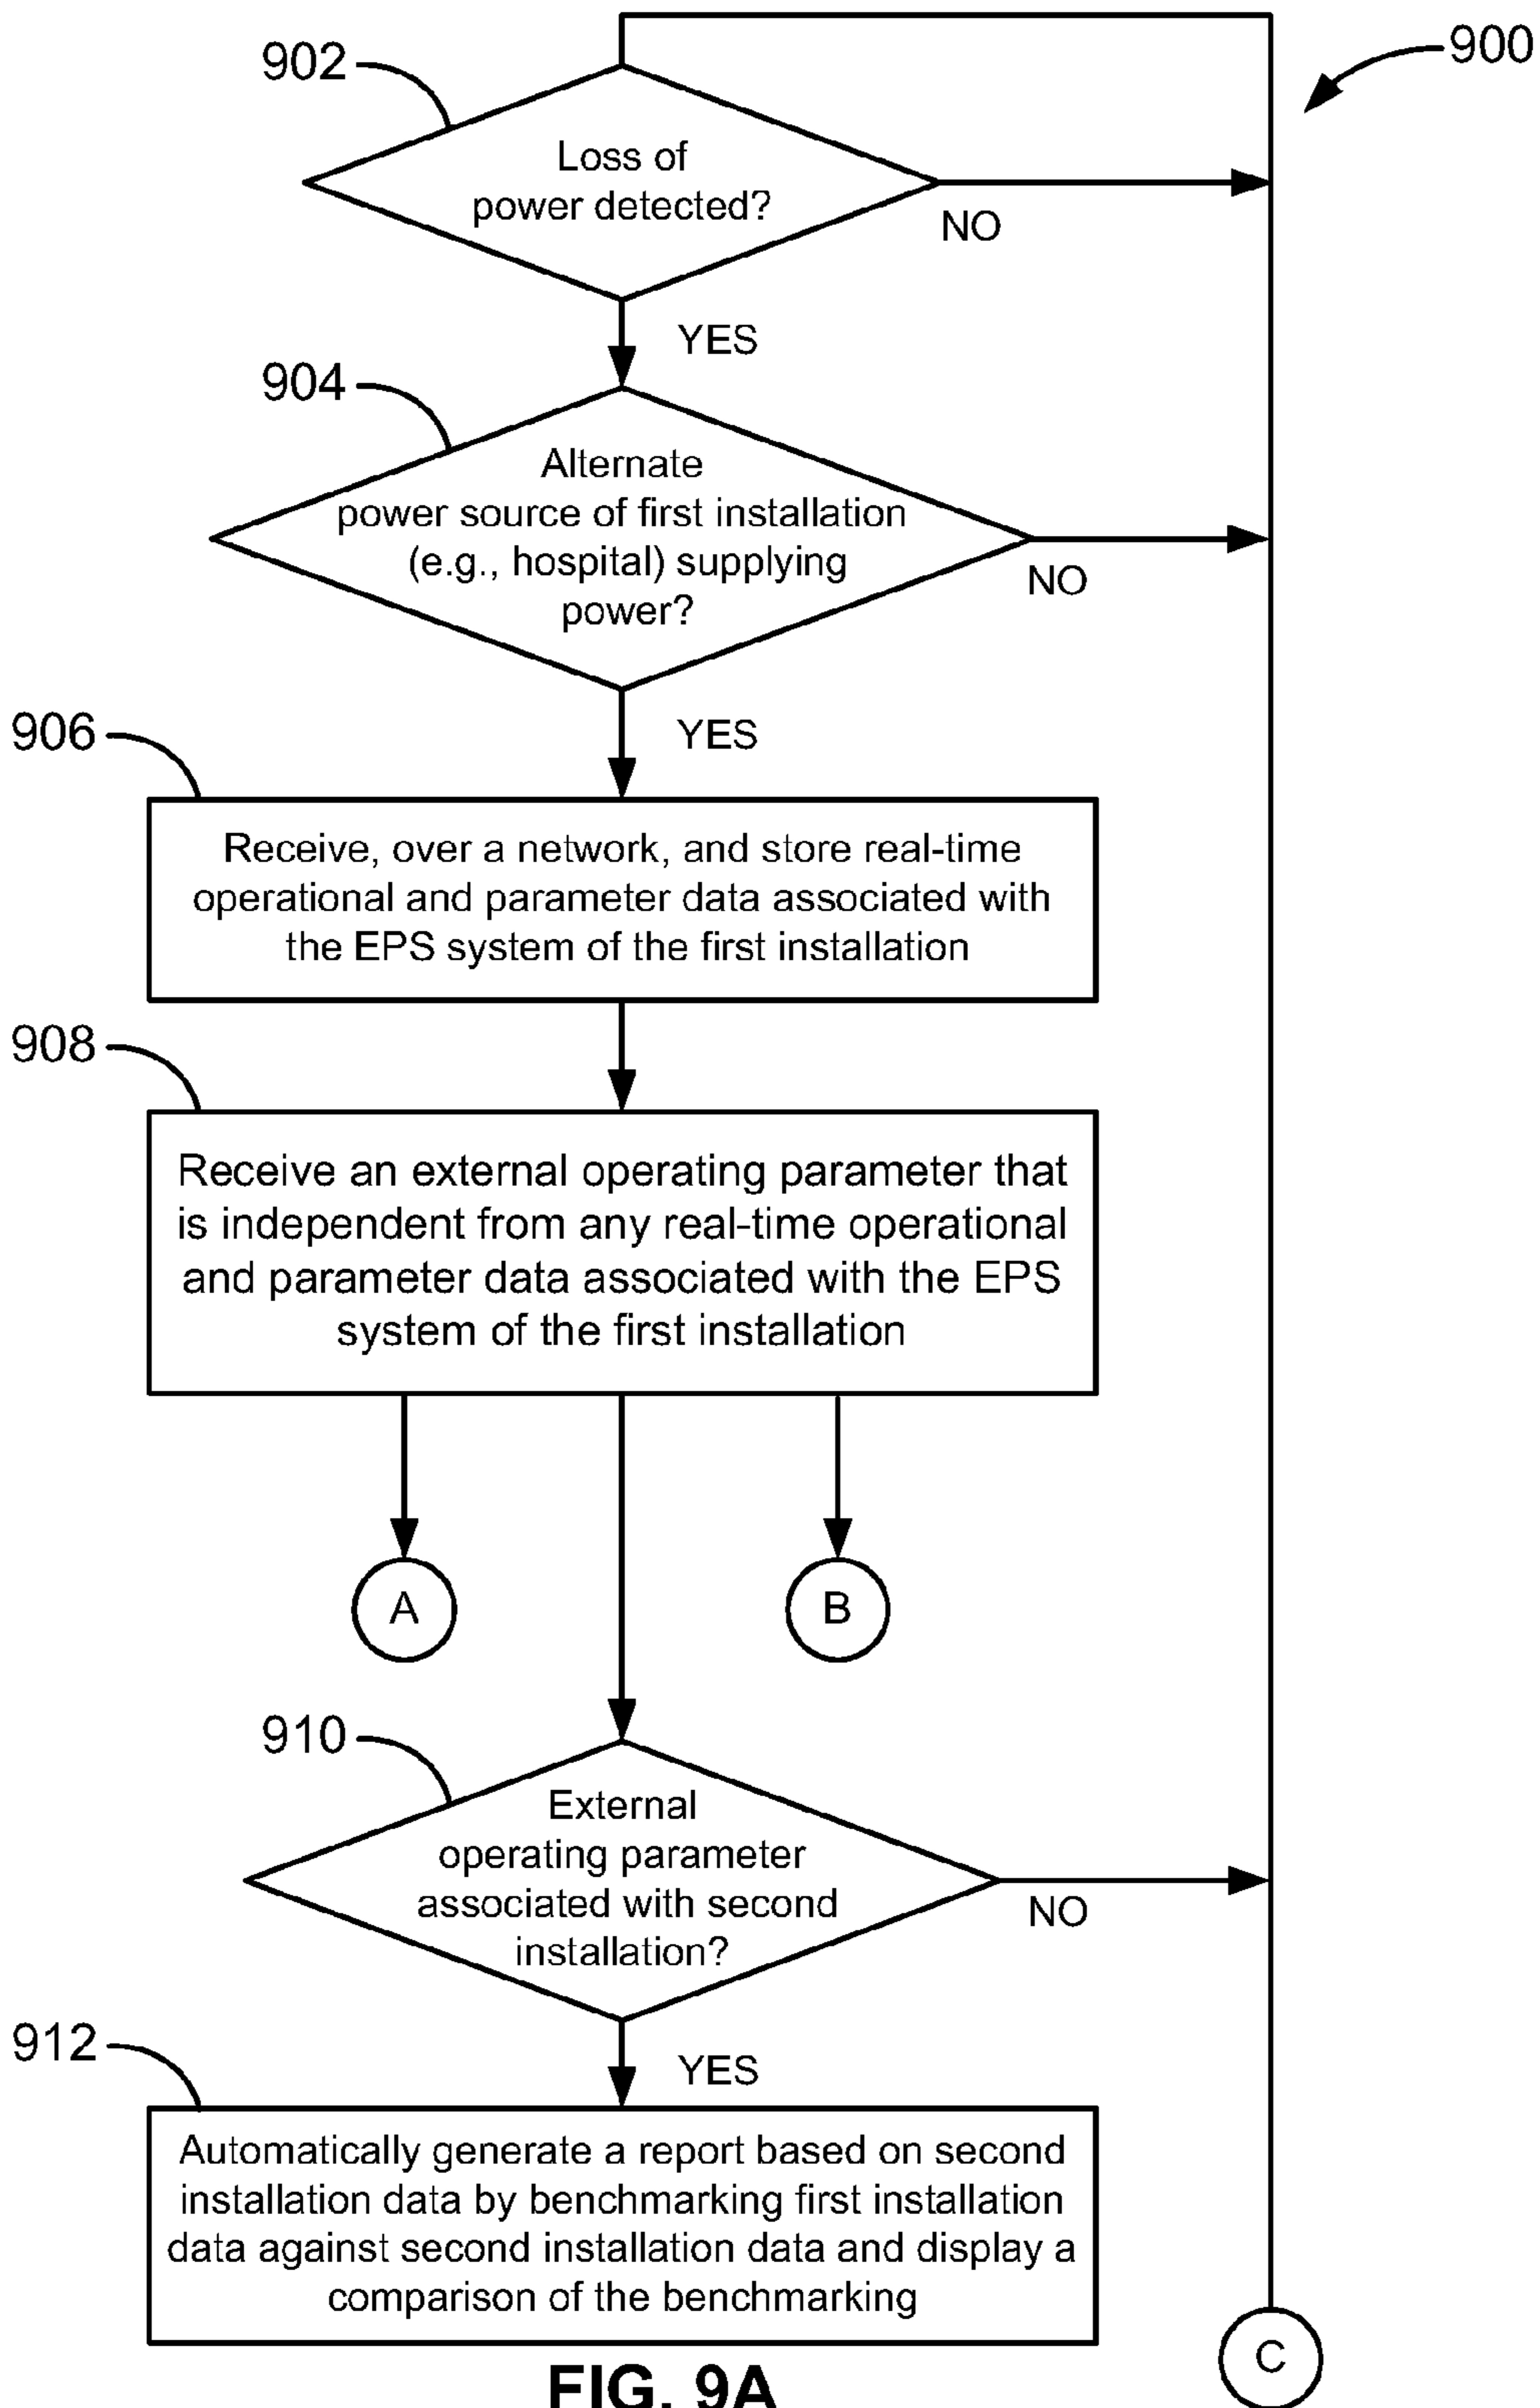 900
902
Loss of
power detected?
NO
YES
904
Alternate
power source of first installation
(e.g., hospital) supplying
power?
NO
YES
906
Receive, over a network, and store real-time
operational and parameter data associated with
the EPS system of the first installation
908
Receive an external operating parameter that
is independent from any real-time operational
and parameter data associated with the EPS
system of the first installation
A
B
910
External
operating parameter
associated with second
installation?
NO
YES
912
Automatically generate a report based on second
installation data by benchmarking first installation
data against second installation data and display a
comparison of the benchmarking
C
FIG. 9A